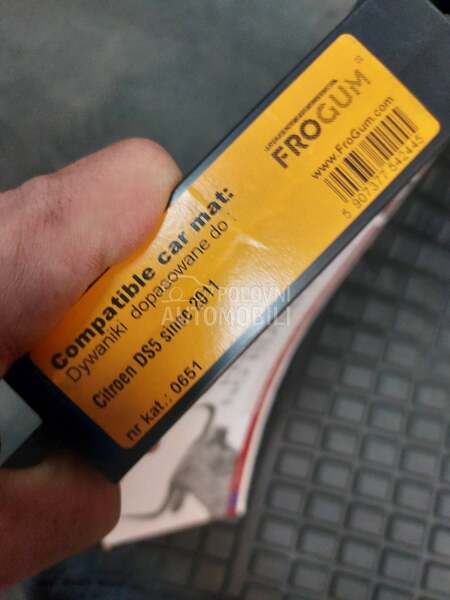 FROGUM
www.FroGum.com
5 907377 542445
Compatible car mat:
Dywaniki dopasowane do :
Citroen DS5 since 2011
nr kat.: 0651
POLOVNI
AUTOMOBILI